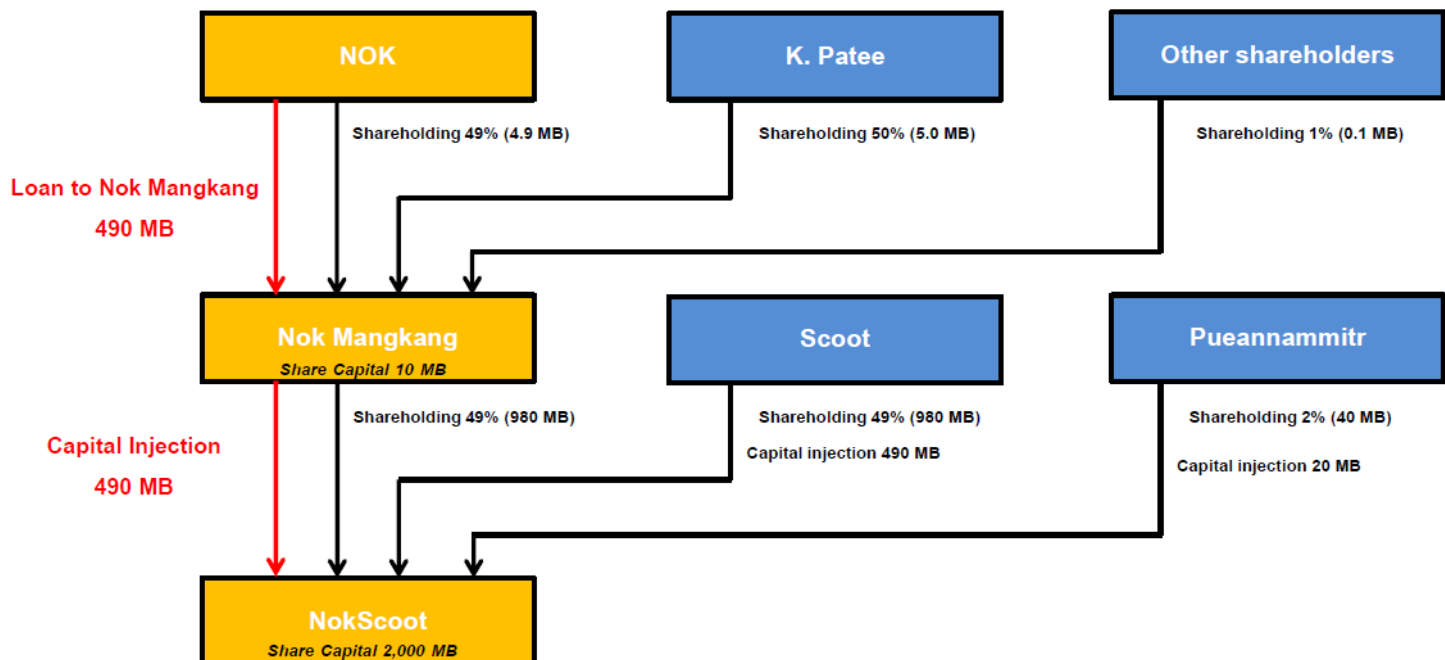 NOK
K. Patee
Other shareholders
Shareholding 49% (4.9 MB)
Shareholding 50% (5.0 MB)
Shareholding 1% (0.1 MB)
Loan to Nok Mangkang
490 MB
Nok Mangkang
Share Capital 10 MB
Scoot
Pueannammitr
Shareholding 49% (980 MB)
Shareholding 49% (980 MB)
Shareholding 2% (40 MB)
Capital Injection
490 MB
Capital injection 490 MB
Capital injection 20 MB
NokScoot
Share Capital 2,000 MB